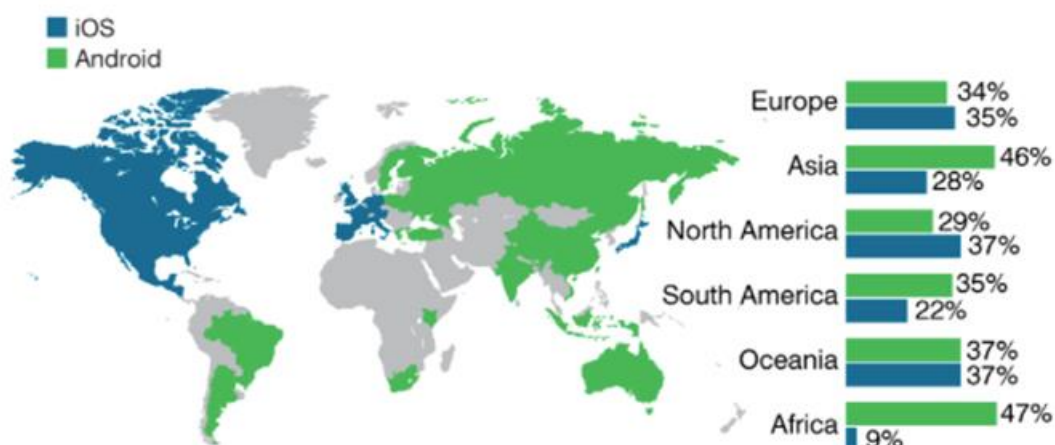 iOS
Android
Europe
34%
35%
Asia
46%
28%
North America
29%
37%
South America
35%
22%
Oceania
37%
37%
Africa
47%
9%